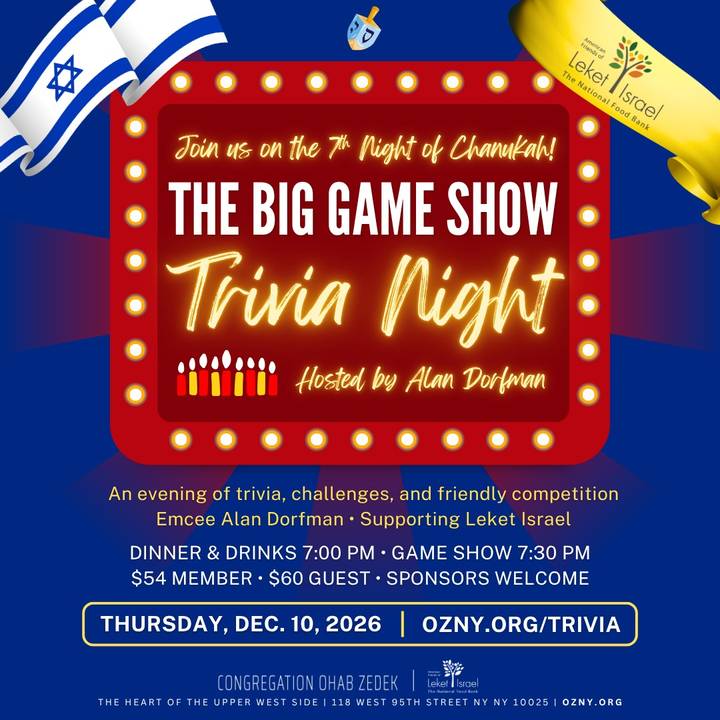 American
Friends of
Leket Israel
The National Food Bank
Join us on the 7th Night of Chanukah!
THE BIG GAME SHOW
Trivia Night
Hosted by Alan Dorfman
An evening of trivia, challenges, and friendly competition
Emcee Alan Dorfman • Supporting Leket Israel
DINNER & DRINKS 7:00 PM • GAME SHOW 7:30 PM
$54 MEMBER • $60 GUEST • SPONSORS WELCOME
THURSDAY, DEC. 10, 2026 | OZNY.ORG/TRIVIA
CONGREGATION OHAB ZEDEK |
American
Friends of
Leket Israel
The National Food Bank
THE HEART OF THE UPPER WEST SIDE | 118 WEST 95TH STREET NY NY 10025 | OZNY.ORG